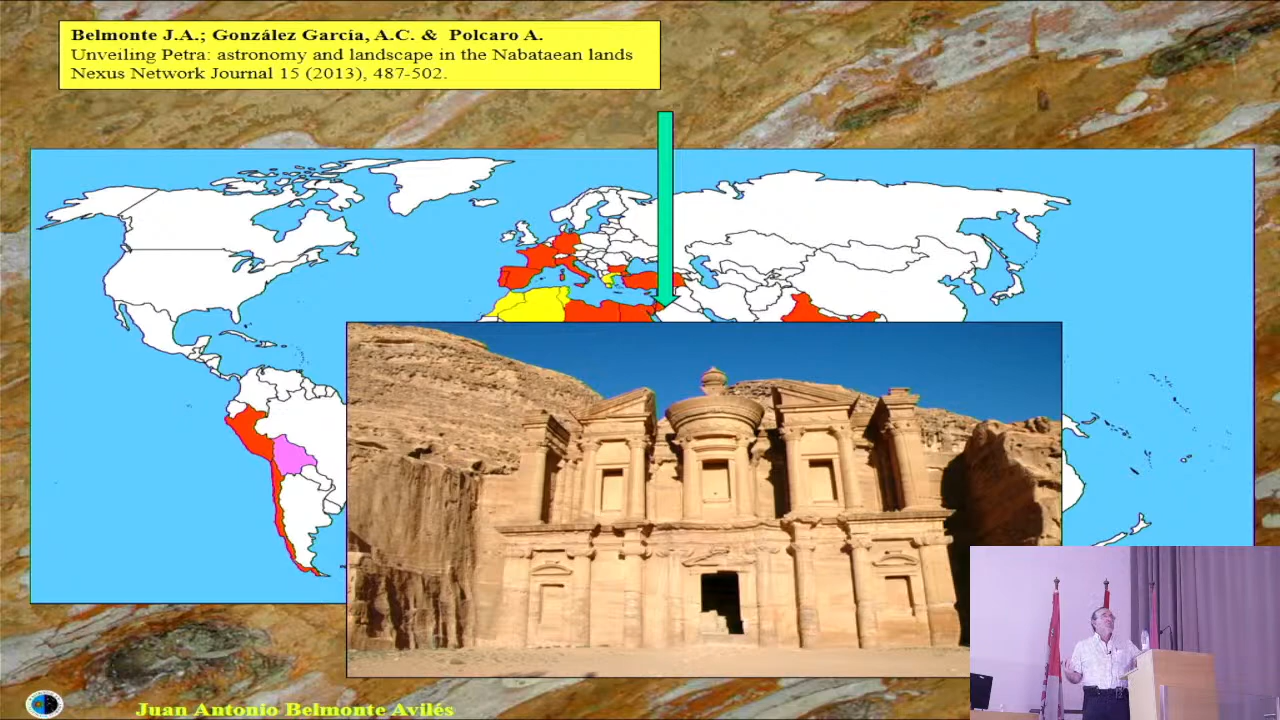 Belmonte J.A.; González García, A.C. & Polcaro A.
Unveiling Petra: astronomy and landscape in the Nabataean lands
Nexus Network Journal 15 (2013), 487-502.
Juan Antonio Belmonte Avilés